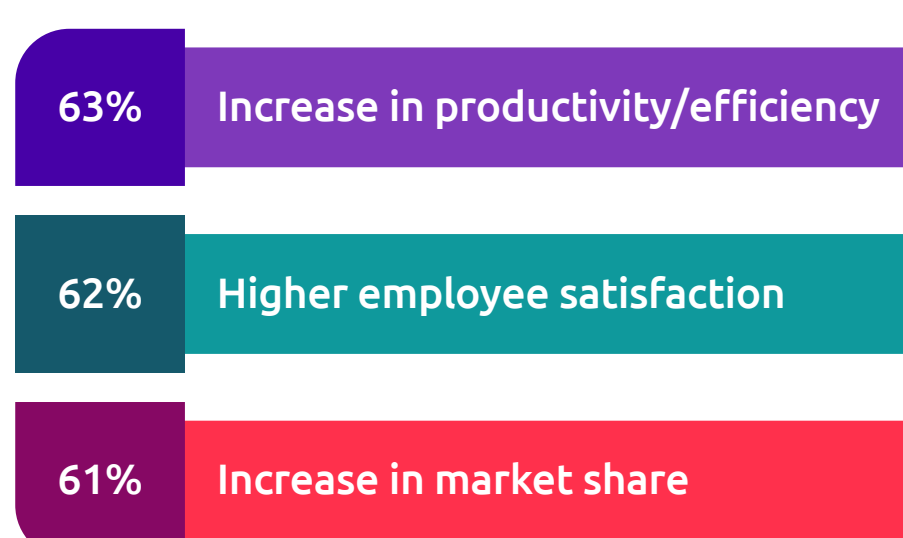 63% Increase in productivity/efficiency
62% Higher employee satisfaction
61% Increase in market share